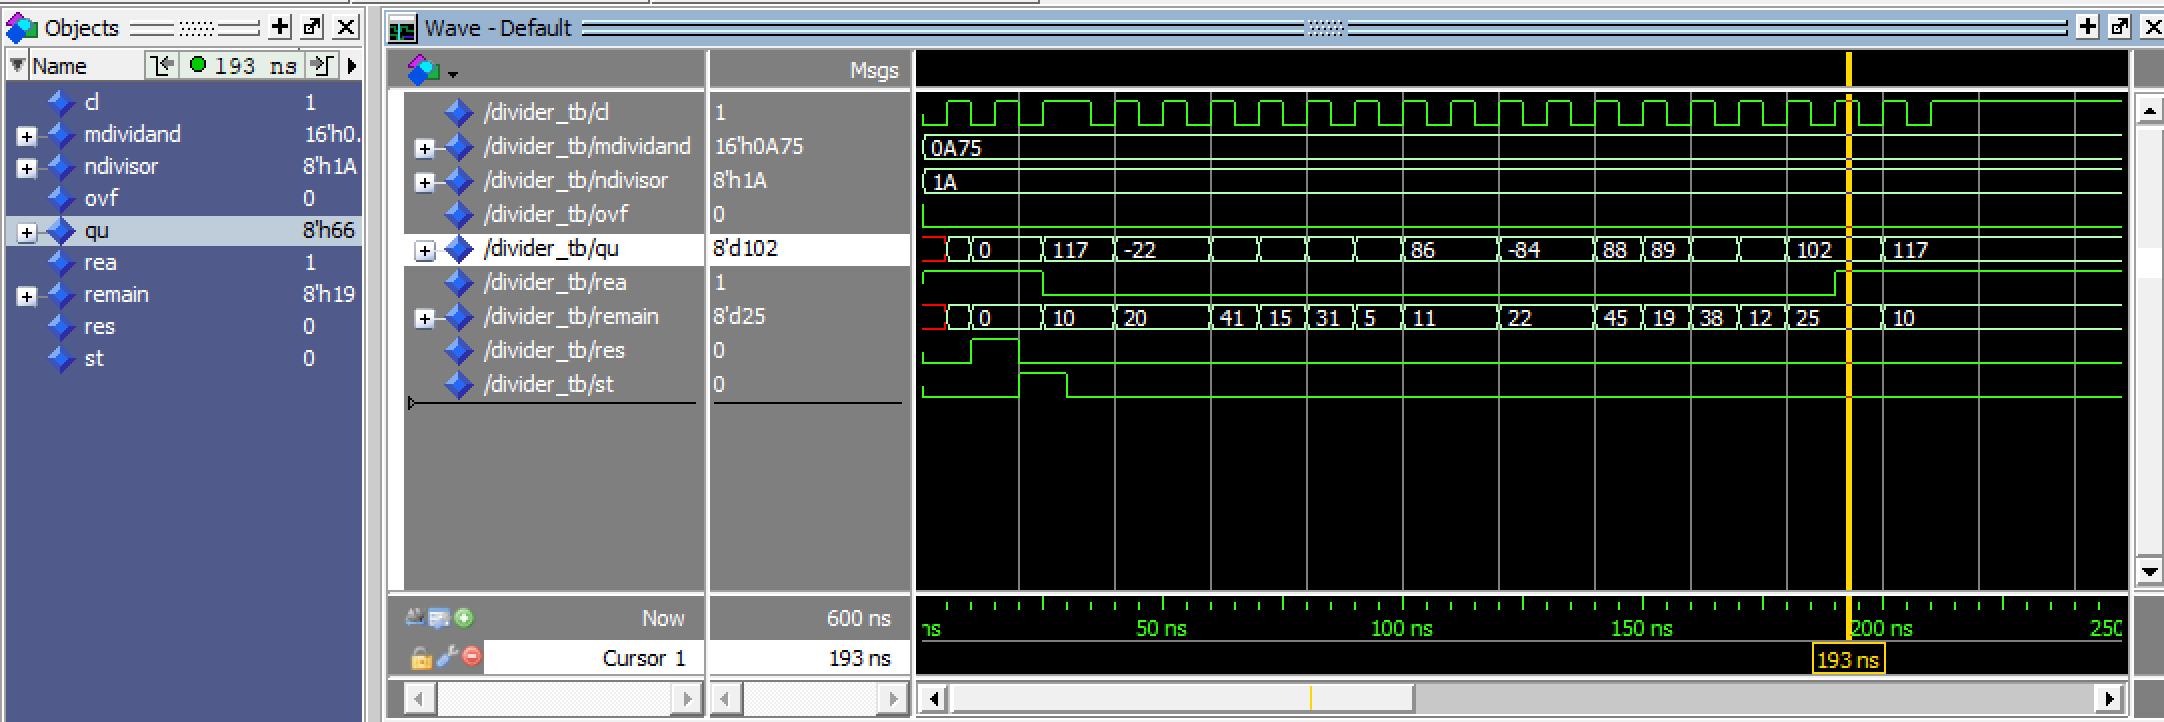 Objects
Name 193 ns
cl 1
mdividand 16'h0.
ndivisor 8'h1A
ovf 0
qu 8'h66
rea 1
remain 8'h19
res 0
st 0
Wave - Default
Msgs
/divider_tb/cl 1
/divider_tb/mdividand 16'h0A75 0A75
/divider_tb/ndivisor 8'h1A 1A
/divider_tb/ovf 0
/divider_tb/qu 8'd102 0 117 -22 86 -84 88 89 102 117
/divider_tb/rea 1
/divider_tb/remain 8'd25 0 10 20 41 15 31 5 11 22 45 19 38 12 25 10
/divider_tb/res 0
/divider_tb/st 0
Now 600 ns ns 50 ns 100 ns 150 ns 200 ns 250
Cursor 1 193 ns 193 ns